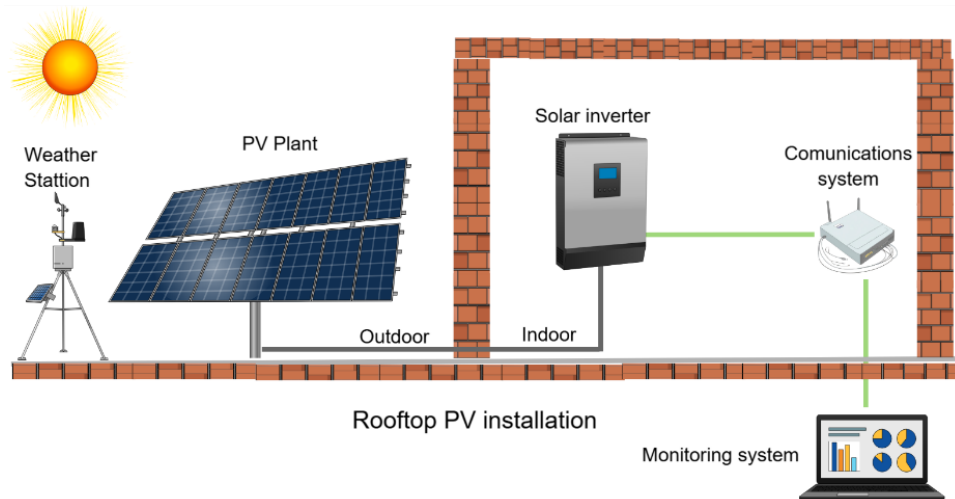 Solar inverter
PV Plant
Weather
Stattion
Comunications
system
Outdoor
Indoor
Rooftop PV installation
Monitoring system